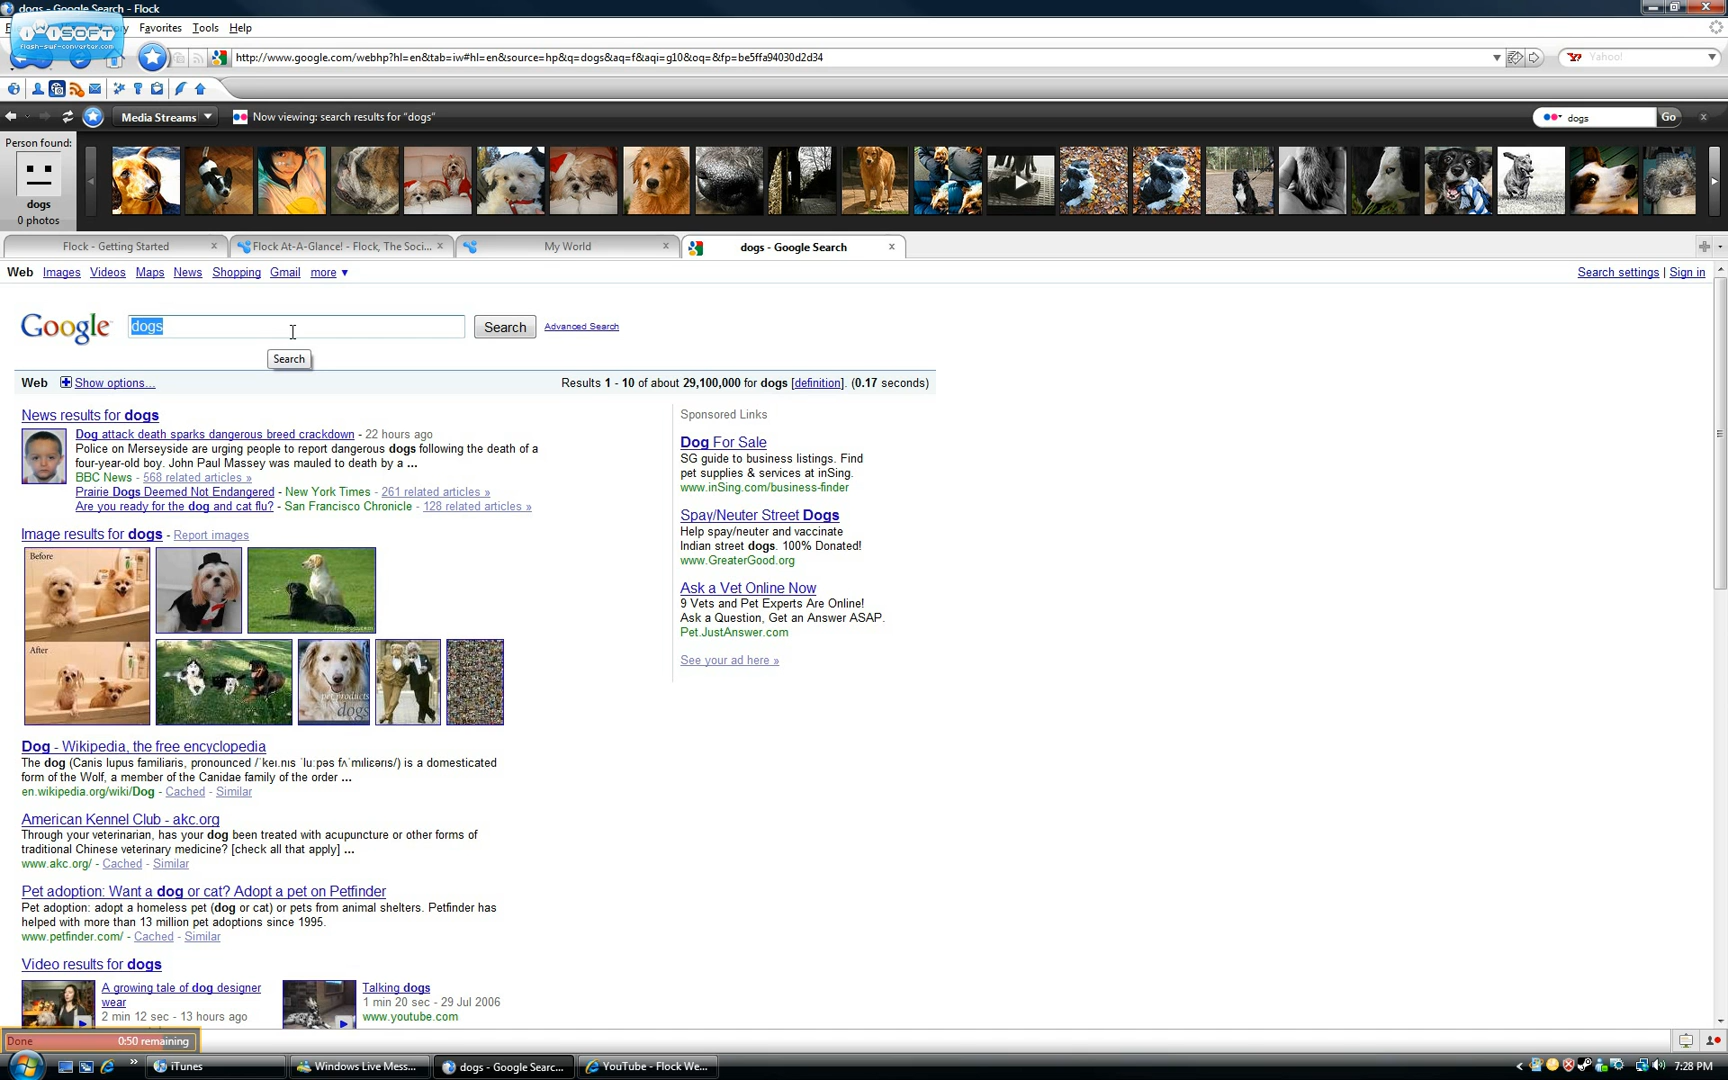 dogs - Google Search - Flock
iWiSOFT
flash-swf-converter.com
Favorites Tools Help
http://www.google.com/webhp?hl=en&tab=iw#hl=en&source=hp&q=dogs&aq=f&aqi=g10&oq=&fp=be5ffa94030d2d34
Yahoo!
Media Streams
Now viewing: search results for "dogs"
dogs
Go
Person found:
dogs
0 photos
Flock - Getting Started
Flock At-A-Glance! - Flock, The Soci...
My World
dogs - Google Search
Web Images Videos Maps News Shopping Gmail more ▼
Search settings | Sign in
Google
dogs
Search
Advanced Search
Search
Web Show options...
Results 1 - 10 of about 29,100,000 for dogs [definition]. (0.17 seconds)
News results for dogs
Dog attack death sparks dangerous breed crackdown - 22 hours ago
Police on Merseyside are urging people to report dangerous dogs following the death of a
four-year-old boy. John Paul Massey was mauled to death by a ...
BBC News - 568 related articles »
Prairie Dogs Deemed Not Endangered - New York Times - 261 related articles »
Are you ready for the dog and cat flu? - San Francisco Chronicle - 128 related articles »
Image results for dogs - Report images
Before
After
pet products
dogs
Dog - Wikipedia, the free encyclopedia
The dog (Canis lupus familiaris, pronounced /ˈkeɪ.nɪs ˈluːpəs fʌˈmɪliɛəris/) is a domesticated
form of the Wolf, a member of the Canidae family of the order ...
en.wikipedia.org/wiki/Dog - Cached - Similar
American Kennel Club - akc.org
Through your veterinarian, has your dog been treated with acupuncture or other forms of
traditional Chinese veterinary medicine? [check all that apply] ...
www.akc.org/ - Cached - Similar
Pet adoption: Want a dog or cat? Adopt a pet on Petfinder
Pet adoption: adopt a homeless pet (dog or cat) or pets from animal shelters. Petfinder has
helped with more than 13 million pet adoptions since 1995.
www.petfinder.com/ - Cached - Similar
Video results for dogs
A growing tale of dog designer
wear
2 min 12 sec - 13 hours ago
Talking dogs
1 min 20 sec - 29 Jul 2006
www.youtube.com
Sponsored Links
Dog For Sale
SG guide to business listings. Find
pet supplies & services at inSing.
www.inSing.com/business-finder
Spay/Neuter Street Dogs
Help spay/neuter and vaccinate
Indian street dogs. 100% Donated!
www.GreaterGood.org
Ask a Vet Online Now
9 Vets and Pet Experts Are Online!
Ask a Question, Get an Answer ASAP.
Pet.JustAnswer.com
See your ad here »
Done
0:50 remaining
iTunes
Windows Live Mess...
dogs - Google Searc...
YouTube - Flock We...
7:28 PM